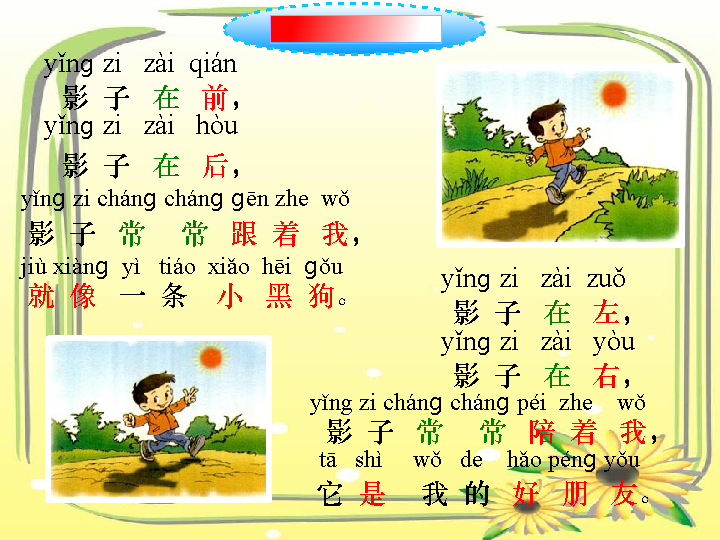 yǐng zi zài qián
影子在前，
yǐng zi zài hòu
影子在后，
yǐng zi cháng cháng gēn zhe wǒ
影子常常跟着我，
jiù xiàng yì tiáo xiǎo hēi gǒu
就像一条小黑狗。
yǐng zi zài zuǒ
影子在左，
yǐng zi zài yòu
影子在右，
yǐng zi cháng cháng péi zhe wǒ
影子常常陪着我，
tā shì wǒ de hǎo péng yǒu
它是我的好朋友。